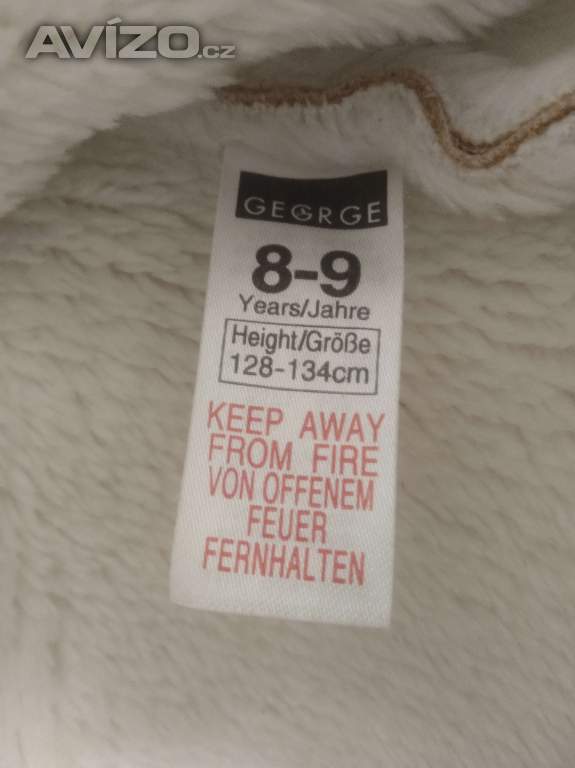 AVÍZO.cz
GEORGE
8-9
Years/Jahre
Height/Größe
128-134cm
KEEP AWAY
FROM FIRE
VON OFFENEM
FEUER
FERNHALTEN